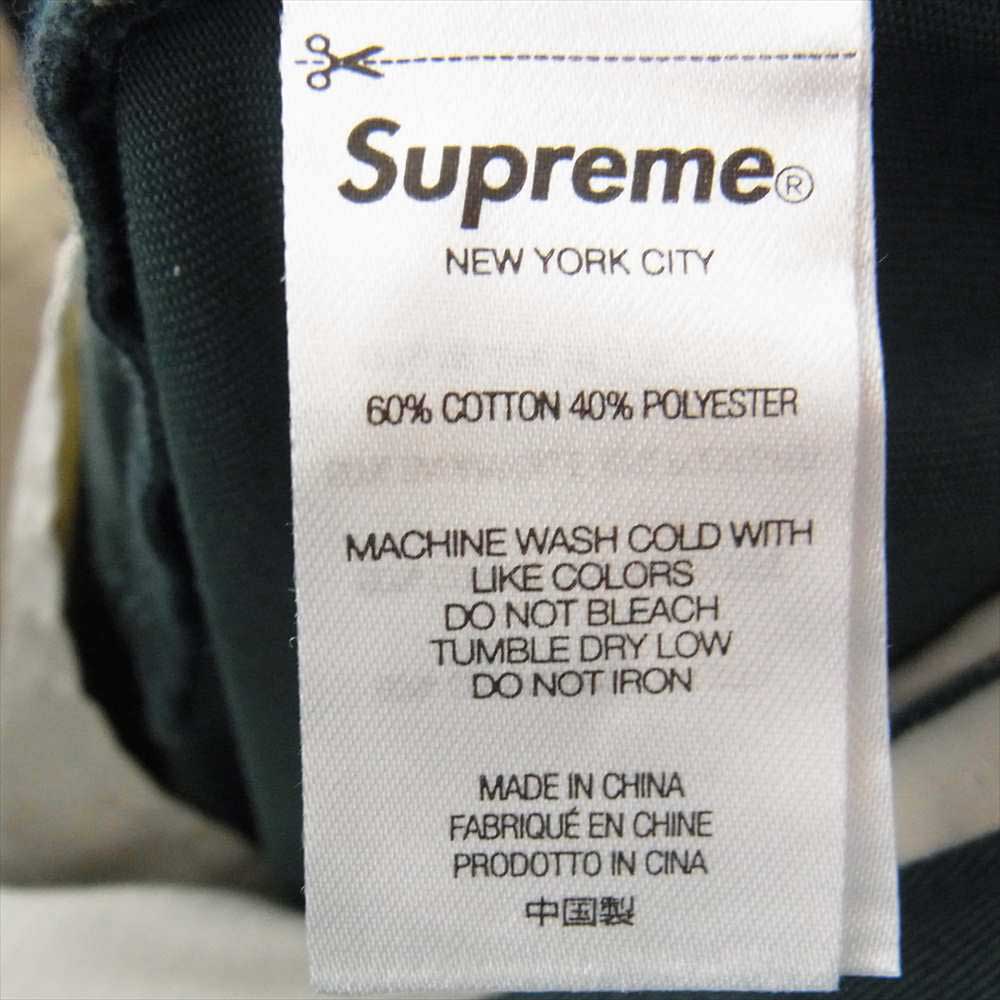 Supreme®
NEW YORK CITY
60% COTTON 40% POLYESTER
MACHINE WASH COLD WITH
LIKE COLORS
DO NOT BLEACH
TUMBLE DRY LOW
DO NOT IRON
MADE IN CHINA
FABRIQUÉ EN CHINE
PRODOTTO IN CINA
中国製